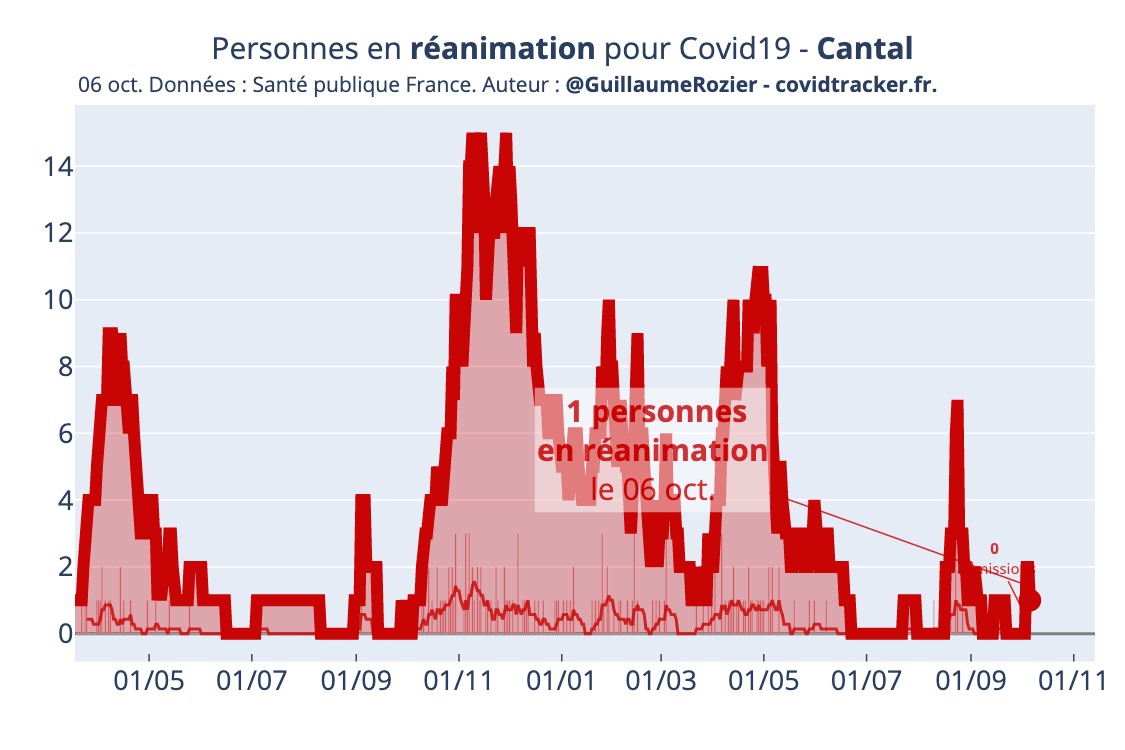 Personnes en réanimation pour Covid19 - Cantal
06 oct. Données : Santé publique France. Auteur : @GuillaumeRozier - covidtracker.fr.
14
12
10
8
6
4
2
0
1 personnes
en réanimation
le 06 oct.
0
01/05 01/07 01/09 01/11 01/01 01/03 01/05 01/07 01/09 01/11